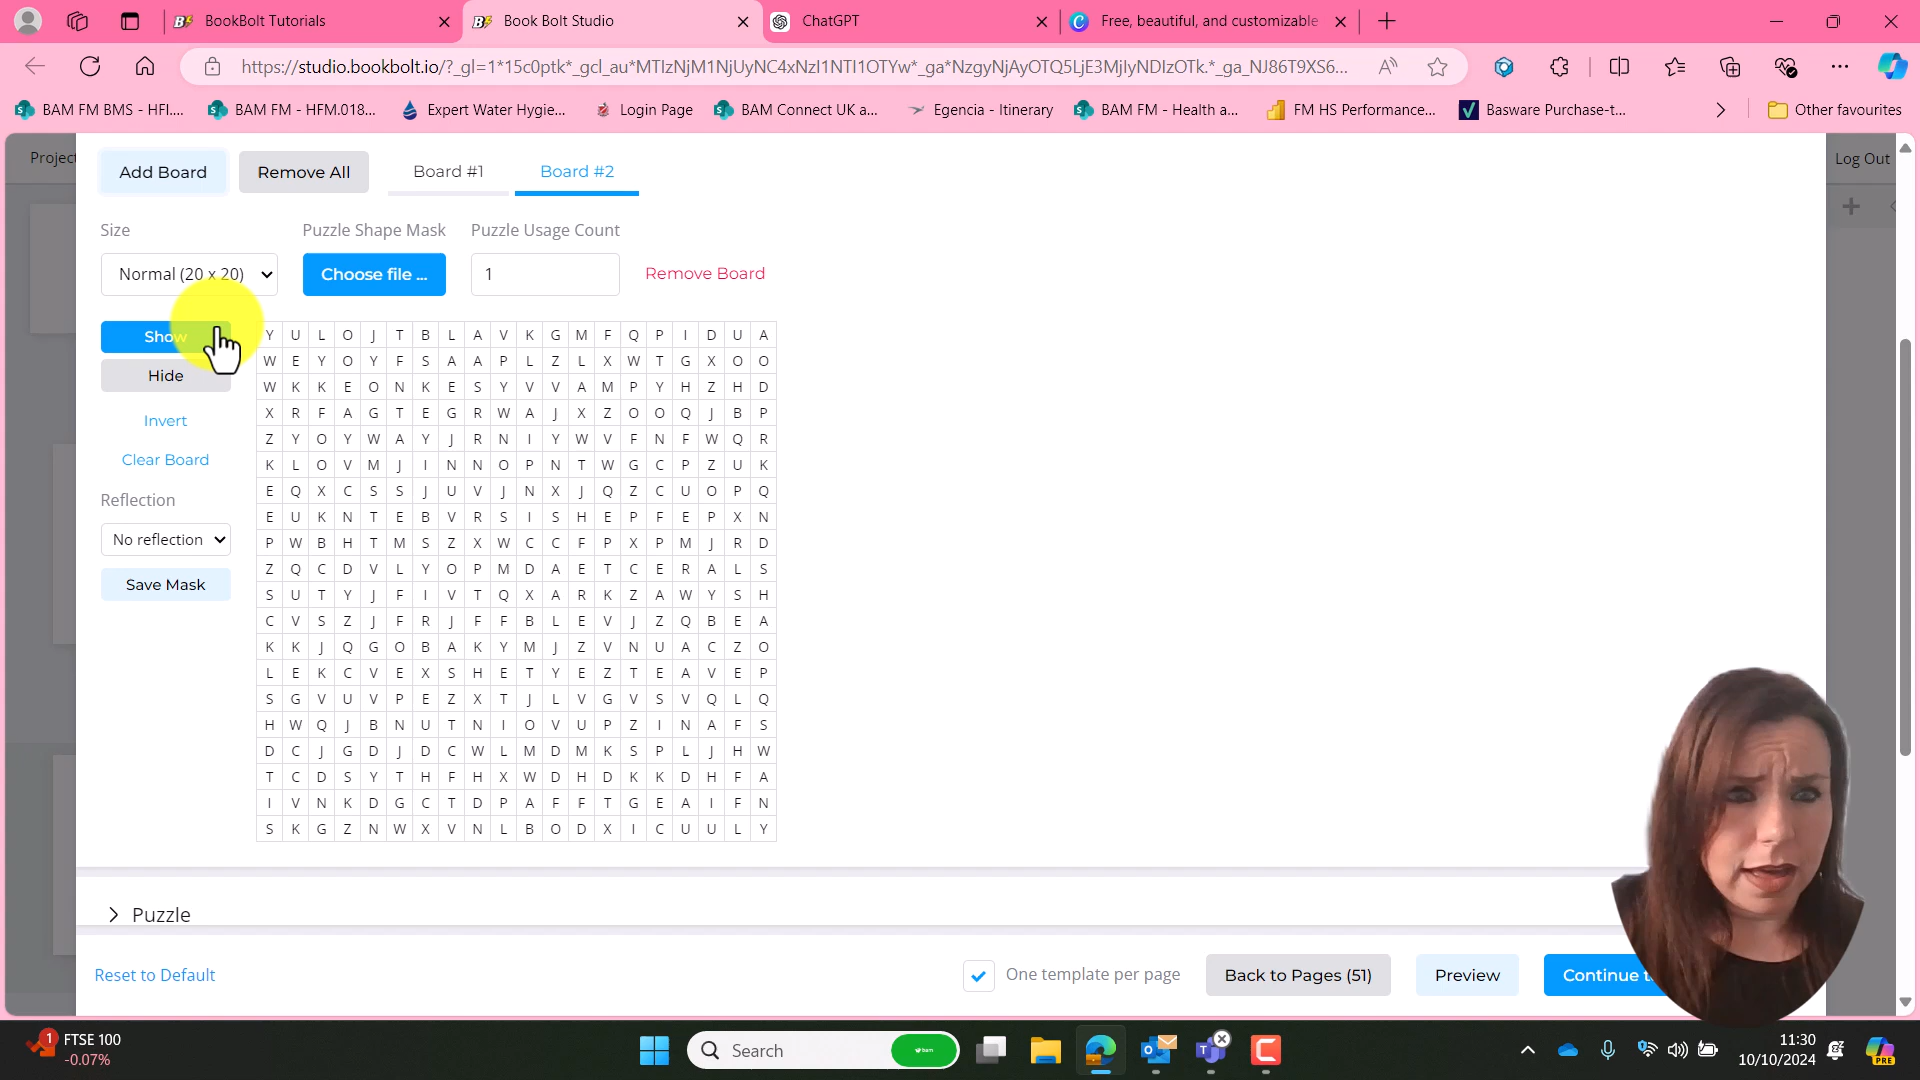 BookBolt Tutorials
Book Bolt Studio
ChatGPT
Free, beautiful, and customizable
https://studio.bookbolt.io/?_gl=1*15c0ptk*_gcl_au*MTIzNjM1NjUyNC4xNzI1NTI1OTYw*_ga*NzgyNjAyOTQ5LjE3MjIyNDIzOTk.*_ga_NJ86T9XS6...
BAM FM BMS - HFI....
BAM FM - HFM.018...
Expert Water Hygie...
Login Page
BAM Connect UK a...
Egencia - Itinerary
BAM FM - Health a...
FM HS Performance...
Basware Purchase-t...
Other favourites
Project
Add Board
Remove All
Board #1
Board #2
Log Out
Size
Puzzle Shape Mask
Puzzle Usage Count
Normal (20 x 20)
Choose file ...
1
Remove Board
Show
Hide
Invert
Clear Board
Reflection
No reflection
Save Mask
Y U L O J T B L A V K G M F Q P I D U A
W E Y O Y F S A A P L Z L X W T G X O O
W K K E O N K E S Y V V A M P Y H Z H D
X R F A G T E G R W A J X Z O O Q J B P
Z Y O Y W A Y J R N I Y W V F N F W Q R
K L O V M J I N N O P N T W G C P Z U K
E Q X C S S J U V J N X J Q Z C U O P Q
E U K N T E B V R S I S H E P F E P X N
P W B H T M S Z X W C C F P X P M J R D
Z Q C D V L Y O P M D A E T C E R A L S
S U T Y J F I V T Q X A R K Z A W Y S H
C V S Z J F R J F F B L E V J Z Q B E A
K K J Q G O B A K Y M J Z V N U A C Z O
L E K C V E X S H E T Y E Z T E A V E P
S G V U V P E Z X T J L V G V S V Q L Q
H W Q J B N U T N I O V U P Z I N A F S
D C J G D J D C W L M D M K S P L J H W
T C D S Y T H F H X W D H D K K D H F A
I V N K D G C T D P A F F T G E A I F N
S K G Z N W X V N L B O D X I C U U L Y
Puzzle
Reset to Default
One template per page
Back to Pages (51)
Preview
Continue t
1
FTSE 100
-0.07%
Search
bam
11:30
10/10/2024
PRE